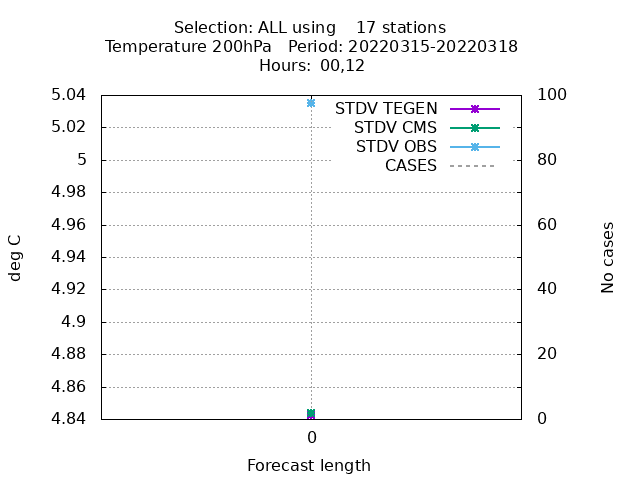 Selection: ALL using    17 stations
Temperature 200hPa   Period: 20220315-20220318
Hours:  00,12
5.04
5.02
5
4.98
4.96
4.94
4.92
4.9
4.88
4.86
4.84
deg C
STDV TEGEN
STDV CMS
STDV OBS
CASES
100
80
60
40
20
0
No cases
0
Forecast length